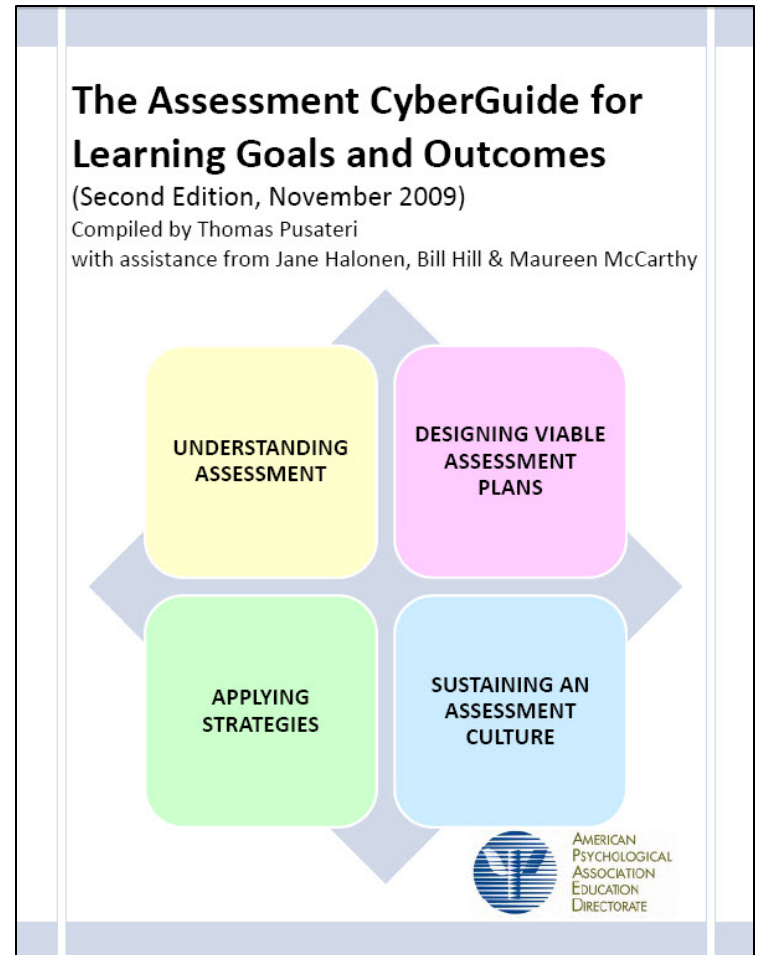 The Assessment CyberGuide for
Learning Goals and Outcomes
(Second Edition, November 2009)
Compiled by Thomas Pusateri
with assistance from Jane Halonen, Bill Hill & Maureen McCarthy
UNDERSTANDING
ASSESSMENT
DESIGNING VIABLE
ASSESSMENT
PLANS
APPLYING
STRATEGIES
SUSTAINING AN
ASSESSMENT
CULTURE
AMERICAN
PSYCHOLOGICAL
ASSOCIATION
EDUCATION
DIRECTORATE